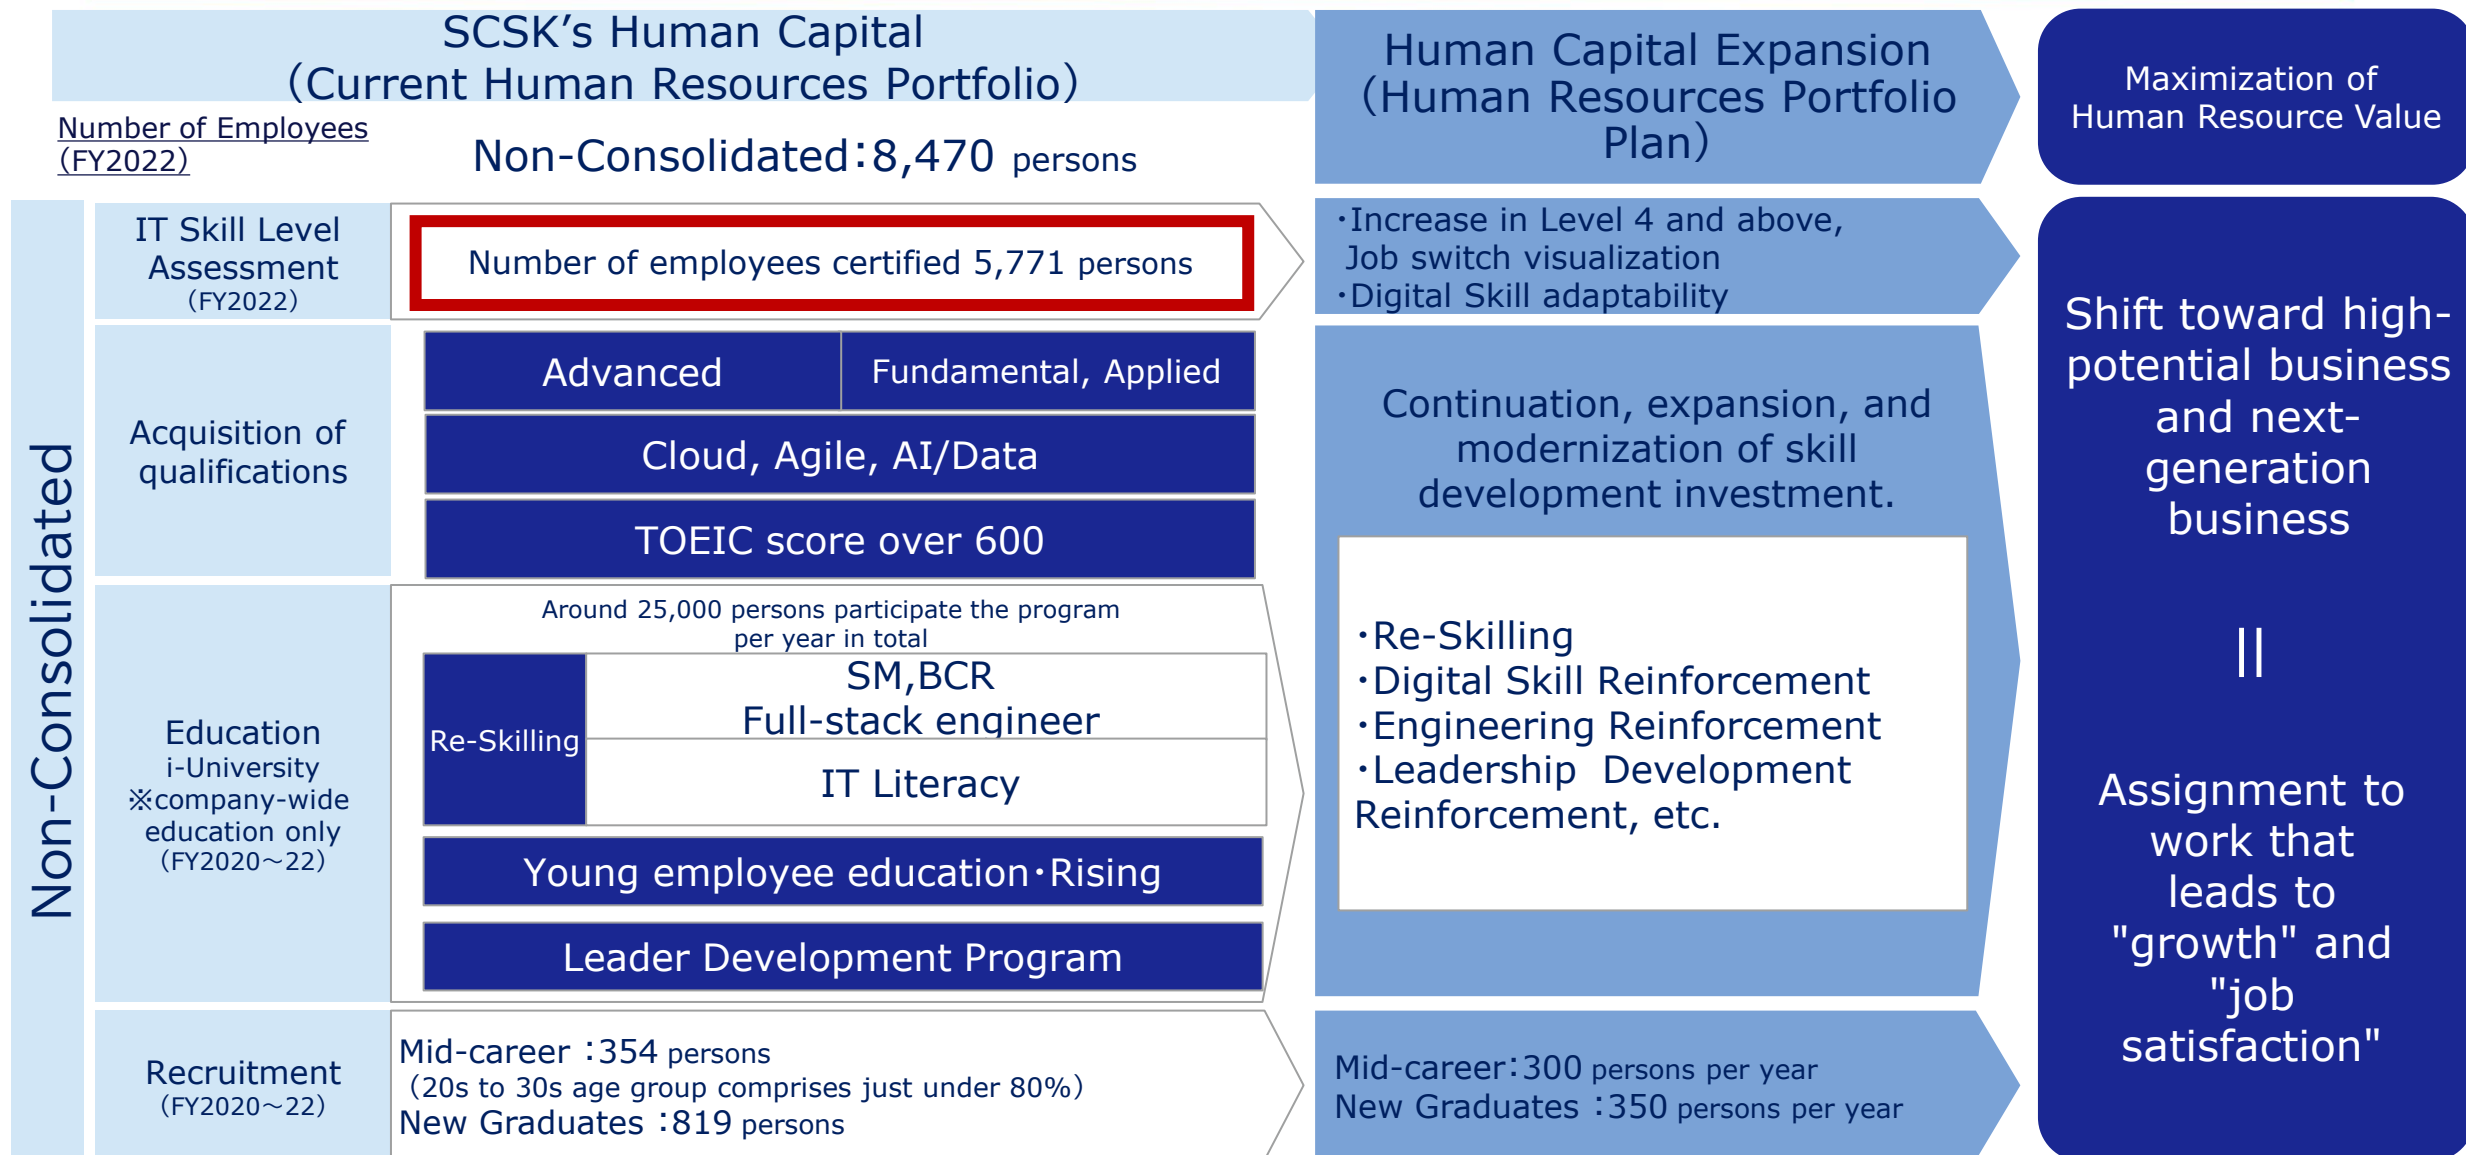 SCSK’s Human Capital
（Current Human Resources Portfolio）
Human Capital Expansion
（Human Resources Portfolio
Plan）
Maximization of
Human Resource Value
Number of Employees
（FY2022）
Non-Consolidated：8,470 persons
Non-Consolidated
IT Skill Level
Assessment
（FY2022）
Number of employees certified 5,771 persons
・Increase in Level 4 and above,
Job switch visualization
・Digital Skill adaptability
Acquisition of
qualifications
Advanced
Fundamental, Applied
Cloud, Agile, AI/Data
TOEIC score over 600
Continuation, expansion, and
modernization of skill
development investment.
・Re-Skilling
・Digital Skill Reinforcement
・Engineering Reinforcement
・Leadership Development
Reinforcement, etc.
Education
i-University
※company-wide
education only
（FY2020～22）
Around 25,000 persons participate the program
per year in total
Re-Skilling
SM,BCR
Full-stack engineer
IT Literacy
Young employee education・Rising
Leader Development Program
Recruitment
（FY2020～22）
Mid-career ：354 persons
（20s to 30s age group comprises just under 80%）
New Graduates ：819 persons
Mid-career：300 persons per year
New Graduates ：350 persons per year
Shift toward high-
potential business
and next-
generation
business
||
Assignment to
work that
leads to
"growth" and
"job
satisfaction"